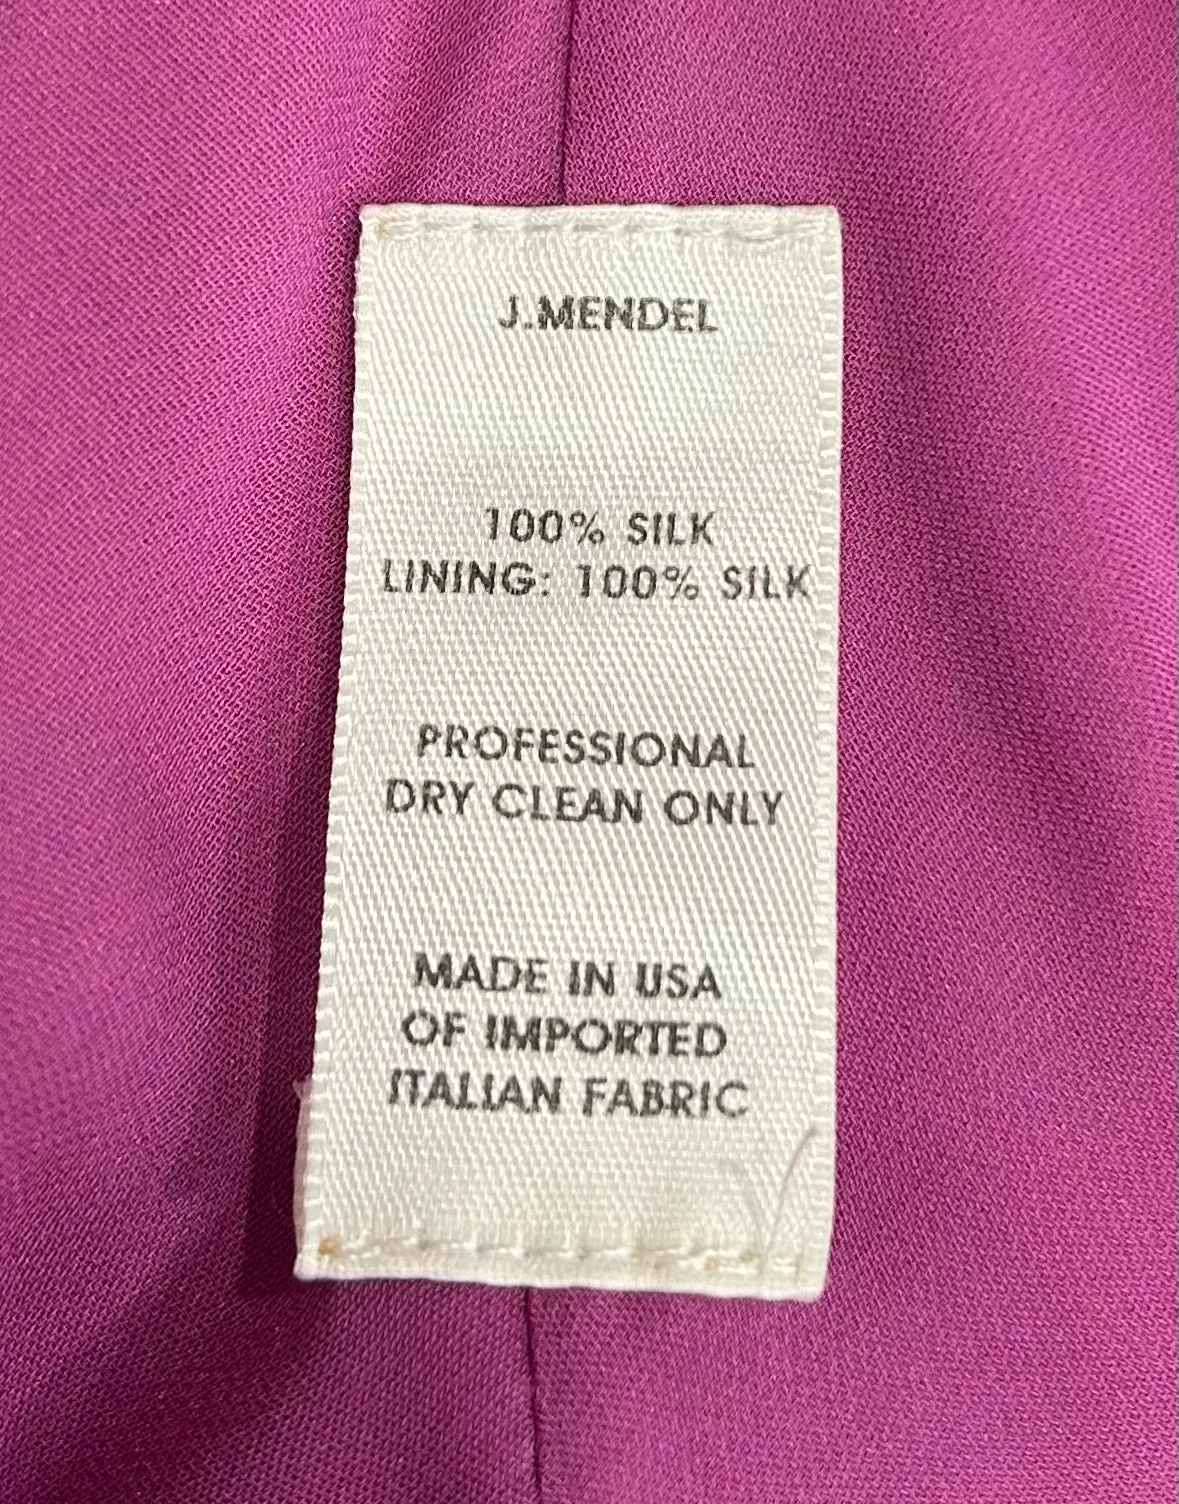 J.MENDEL
100% SILK
LINING: 100% SILK
PROFESSIONAL
DRY CLEAN ONLY
MADE IN USA
OF IMPORTED
ITALIAN FABRIC